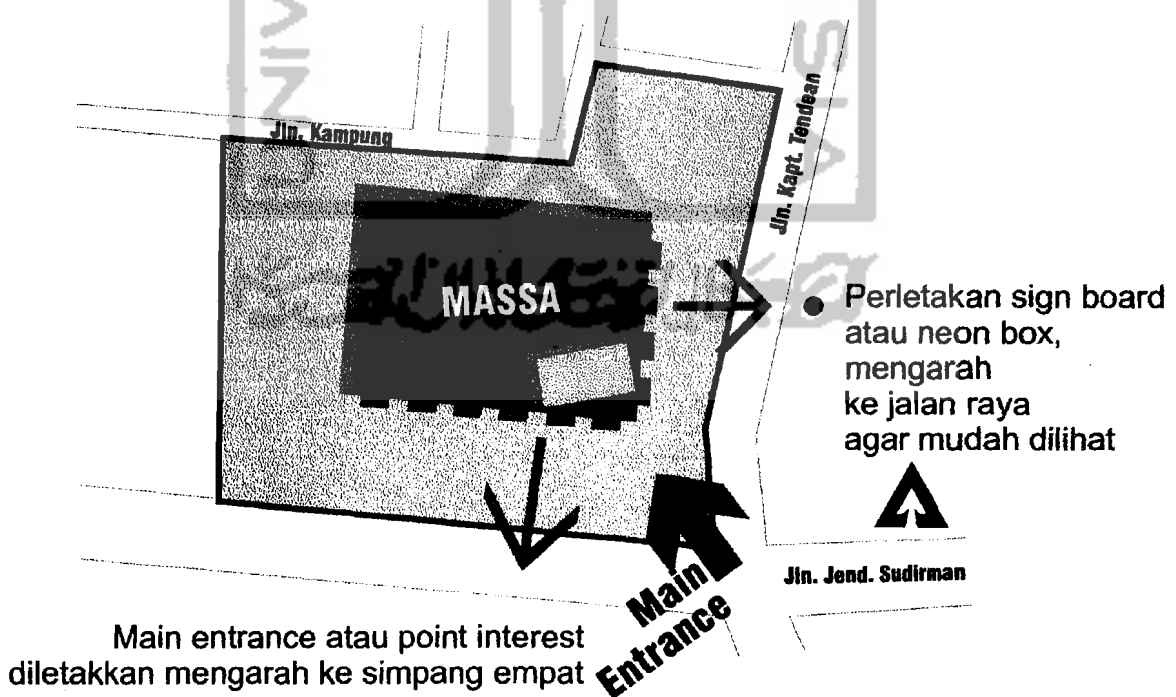 Jln. Kampung
Jln. Kapt. Tendean
MASSA
Perletakan sign board
atau neon box,
mengarah
ke jalan raya
agar mudah dilihat
Jln. Jend. Sudirman
Main
Entrance
Main entrance atau point interest
diletakkan mengarah ke simpang empat